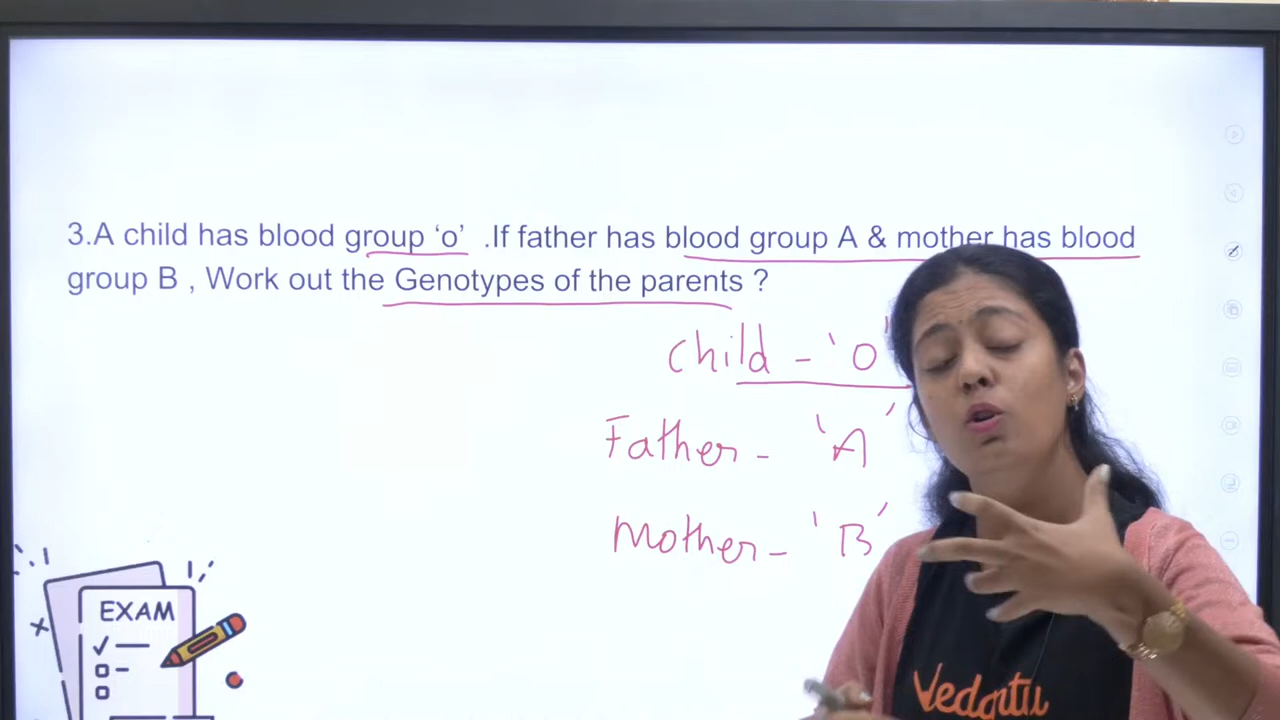 3.A child has blood group ‘o’ .If father has blood group A & mother has blood
group B , Work out the Genotypes of the parents ?
Child - 'O'
Father - 'A'
Mother - 'B'
EXAM
Vedantu